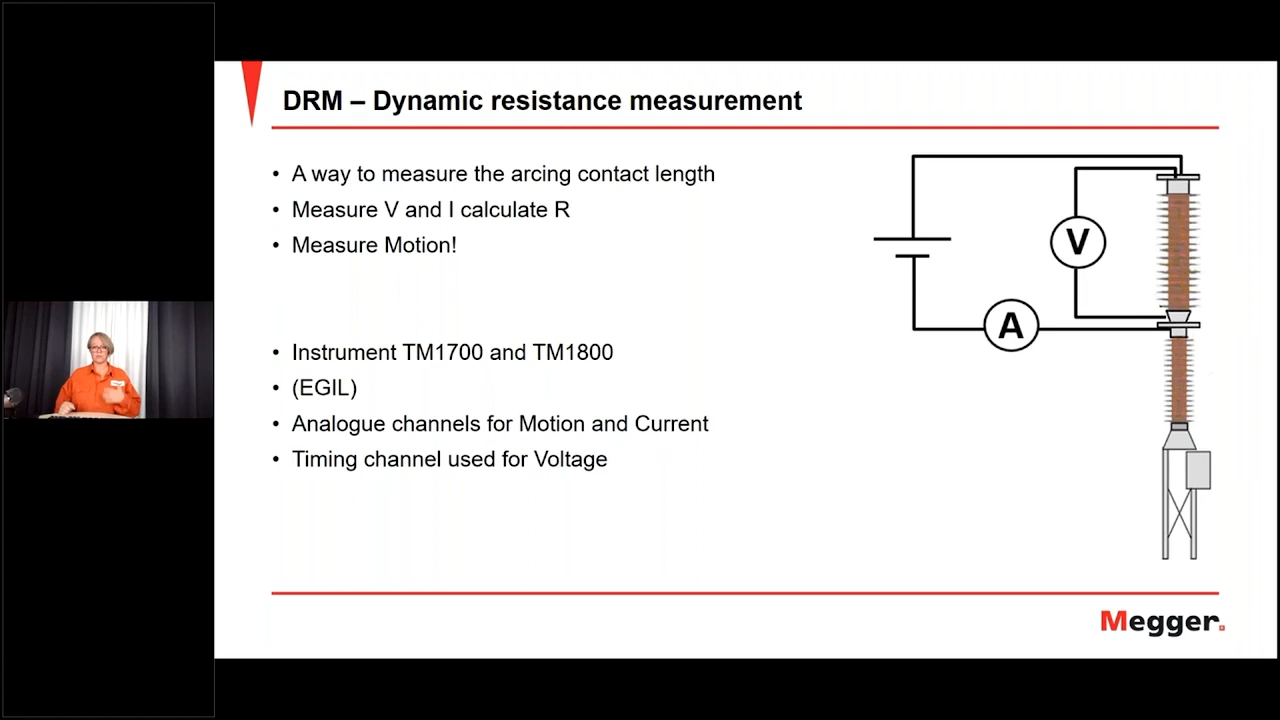 DRM – Dynamic resistance measurement
• A way to measure the arcing contact length
• Measure V and I calculate R
• Measure Motion!
• Instrument TM1700 and TM1800
• (EGIL)
• Analogue channels for Motion and Current
• Timing channel used for Voltage
V
A
Megger.